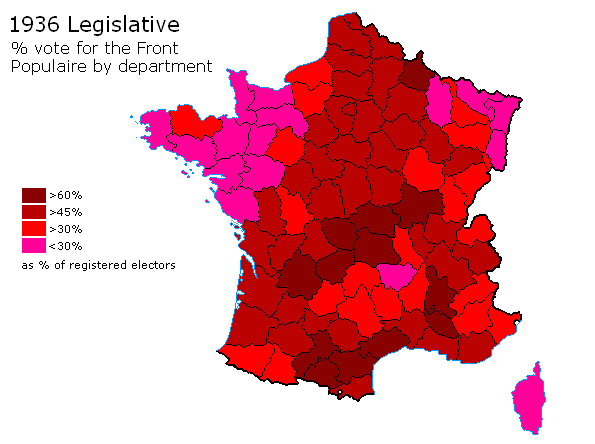 1936 Legislative
% vote for the Front
Populaire by department
>60%
>45%
>30%
<30%
as % of registered electors